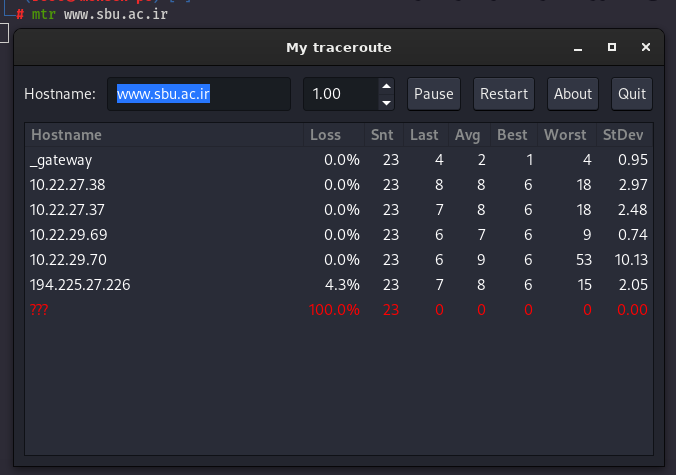 # mtr www.sbu.ac.ir
My traceroute
Hostname: www.sbu.ac.ir 1.00 Pause Restart About Quit
Hostname Loss Snt Last Avg Best Worst StDev
_gateway 0.0% 23 4 2 1 4 0.95
10.22.27.38 0.0% 23 8 8 6 18 2.97
10.22.27.37 0.0% 23 7 8 6 18 2.48
10.22.29.69 0.0% 23 6 7 6 9 0.74
10.22.29.70 0.0% 23 6 9 6 53 10.13
194.225.27.226 4.3% 23 7 8 6 15 2.05
??? 100.0% 23 0 0 0 0 0.00